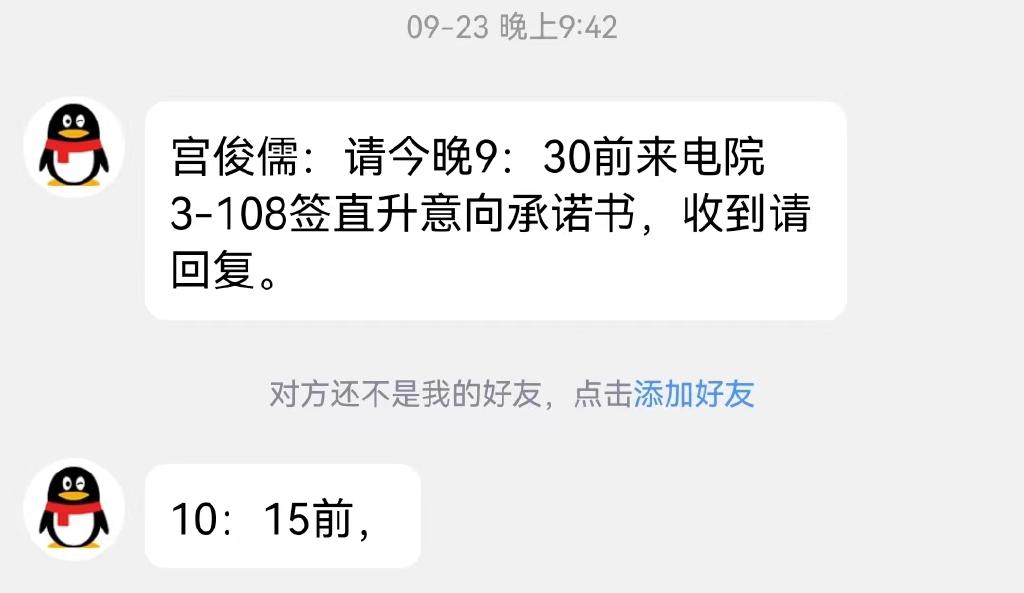 09-23 晚上9:42
宫俊儒：请今晚9：30前来电院
3-108签直升意向承诺书，收到请
回复。
对方还不是我的好友，点击添加好友
10：15前，